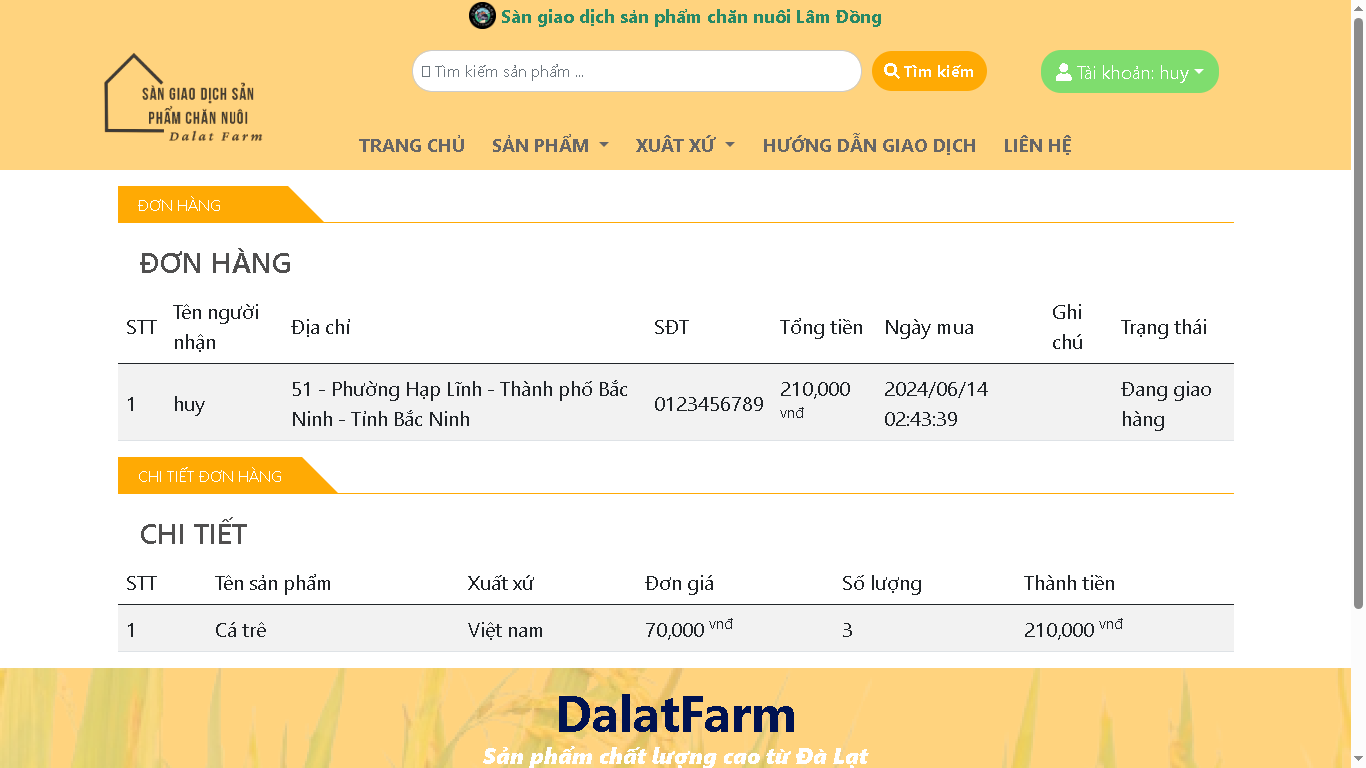 Sàn giao dịch sản phẩm chăn nuôi Lâm Đồng
SÀN GIAO DỊCH SẢN
PHẨM CHĂN NUÔI
Dalat Farm
Tìm kiếm sản phẩm ...
Tìm kiếm
Tài khoản: huy
TRANG CHỦ SẢN PHẨM XUẤT XỨ HƯỚNG DẪN GIAO DỊCH LIÊN HỆ
ĐƠN HÀNG
ĐƠN HÀNG
STT Tên người nhận Địa chỉ SĐT Tổng tiền Ngày mua Ghi chú Trạng thái
1 huy 51 - Phường Hạp Lĩnh - Thành phố Bắc Ninh - Tỉnh Bắc Ninh 0123456789 210,000 vnđ 2024/06/14 02:43:39 Đang giao hàng
CHI TIẾT ĐƠN HÀNG
CHI TIẾT
STT Tên sản phẩm Xuất xứ Đơn giá Số lượng Thành tiền
1 Cá trê Việt nam 70,000 vnđ 3 210,000 vnđ
DalatFarm
Sản phẩm chất lượng cao từ Đà Lạt